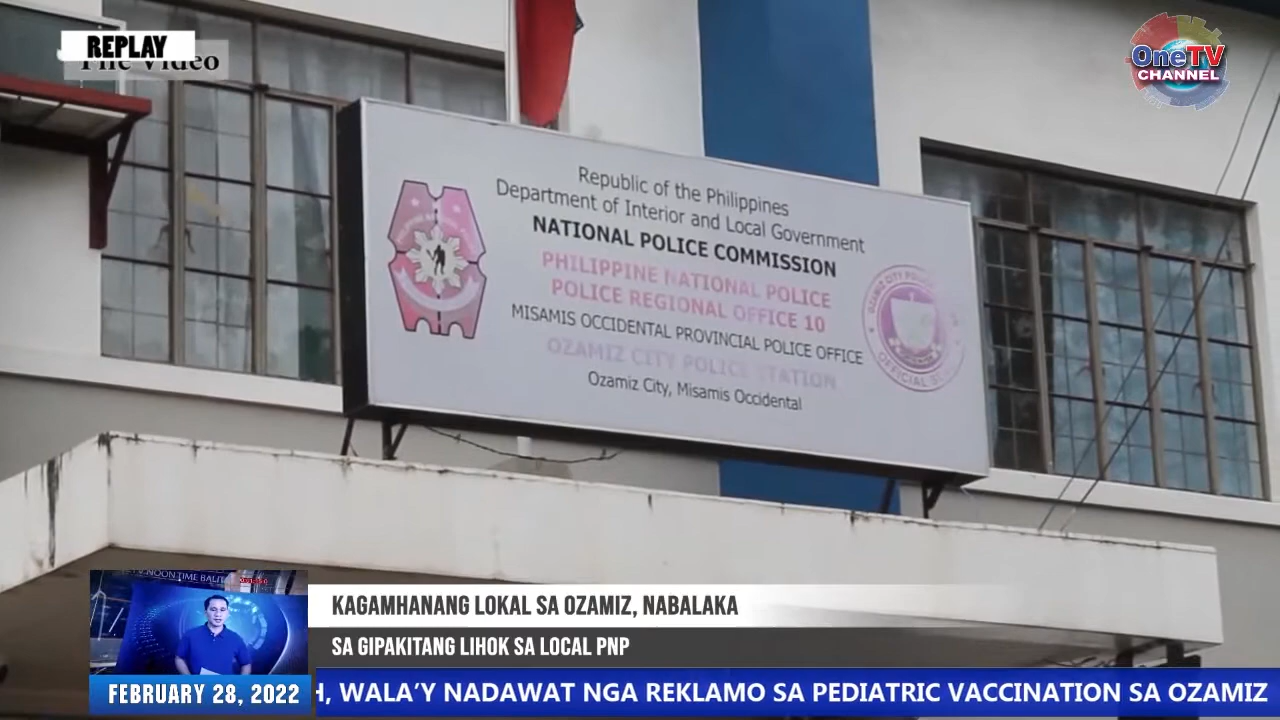 REPLAY
File Video
OneTV
CHANNEL
Republic of the Philippines
Department of Interior and Local Government
NATIONAL POLICE COMMISSION
PHILIPPINE NATIONAL POLICE
POLICE REGIONAL OFFICE 10
MISAMIS OCCIDENTAL PROVINCIAL POLICE OFFICE
OZAMIZ CITY POLICE STATION
Ozamiz City, Misamis Occidental
OFFICIAL SEAL
KAGAMHANANG LOKAL SA OZAMIZ, NABALAKA
SA GIPAKITANG LIHOK SA LOCAL PNP
OneTV
FEBRUARY 28, 2022
, WALA'Y NADAWAT NGA REKLAMO SA PEDIATRIC VACCINATION SA OZAMIZ